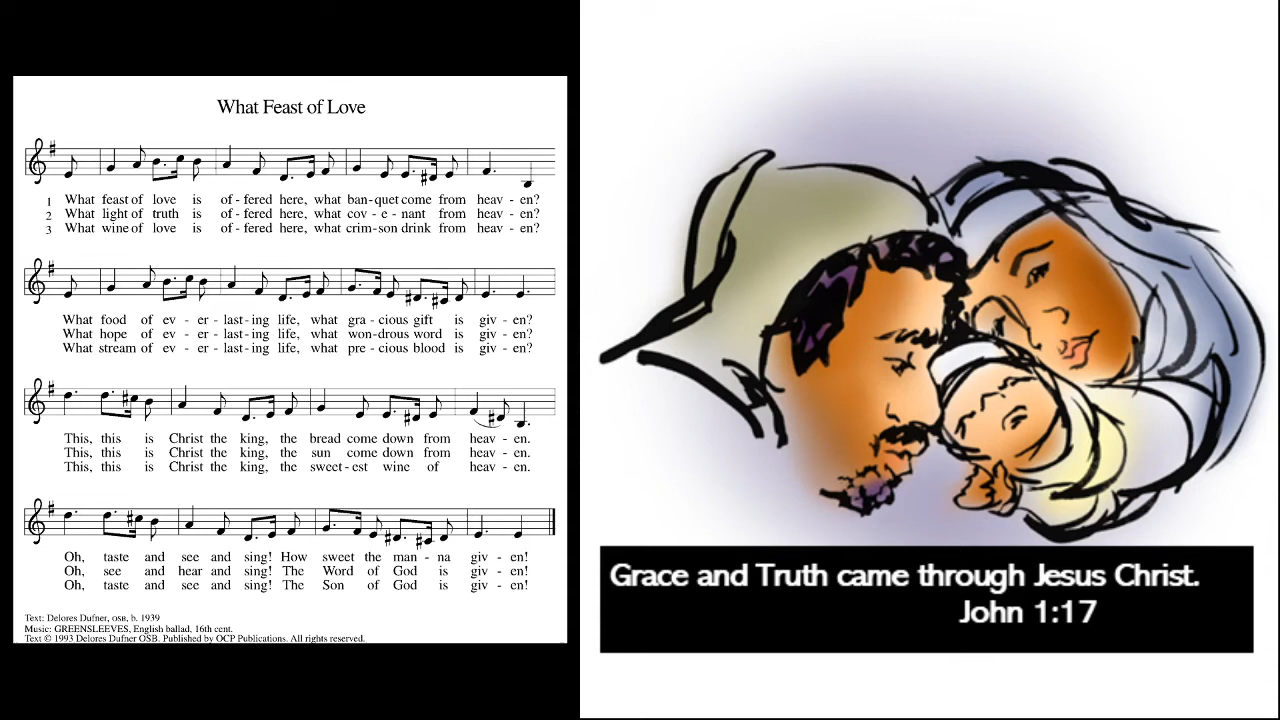 What Feast of Love
1 What feast of love is of - fered here, what ban - quet come from heav - en?
2 What light of truth is of - fered here, what cov - e - nant from heav - en?
3 What wine of love is of - fered here, what crim - son drink from heav - en?
What food of ev - er - last - ing life, what gra - cious gift is giv - en?
What hope of ev - er - last - ing life, what won - drous word is giv - en?
What stream of ev - er - last - ing life, what pre - cious blood is giv - en?
This, this is Christ the king, the bread come down from heav - en.
This, this is Christ the king, the sun come down from heav - en.
This, this is Christ the king, the sweet - est wine of heav - en.
Oh, taste and see and sing! How sweet the man - na giv - en!
Oh, see and hear and sing! The Word of God is giv - en!
Oh, taste and see and sing! The Son of God is giv - en!
Text: Delores Dufner, OSB, b. 1939
Music: GREENSLEEVES, English ballad, 16th cent.
Text © 1993 Delores Dufner OSB. Published by OCP Publications. All rights reserved.
Grace and Truth came through Jesus Christ.
John 1:17